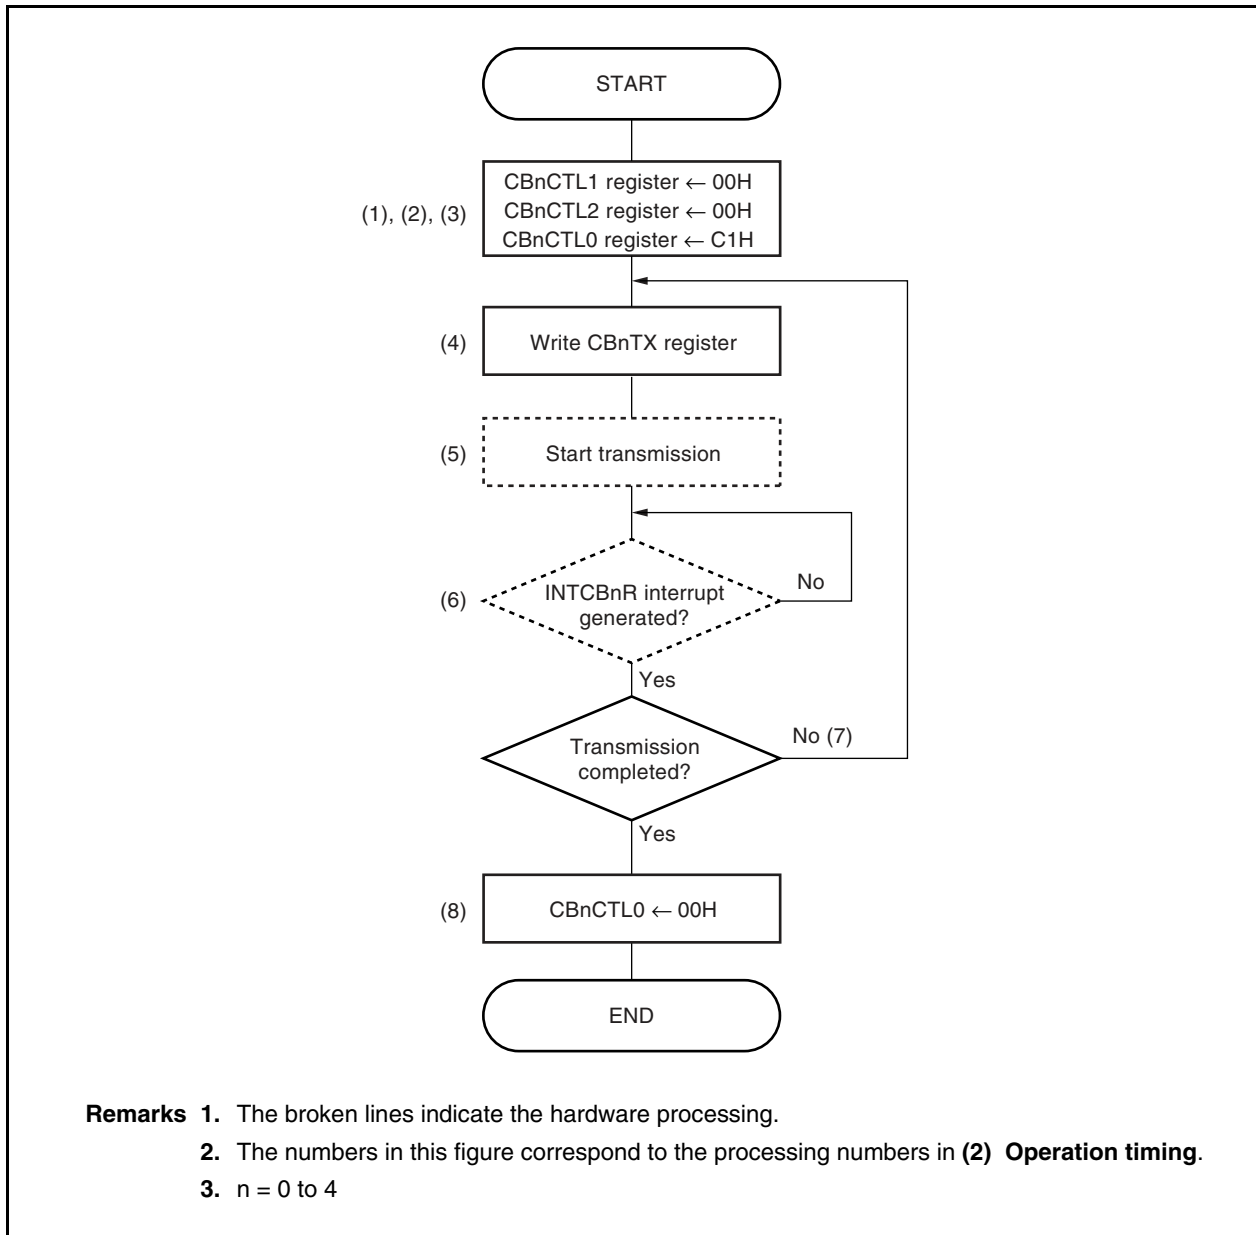 START
(1), (2), (3)
CBnCTL1 register ← 00H
CBnCTL2 register ← 00H
CBnCTL0 register ← C1H
(4)
Write CBnTX register
(5)
Start transmission
(6)
INTCBnR interrupt
generated?
No
Yes
Transmission
completed?
No (7)
Yes
(8)
CBnCTL0 ← 00H
END
Remarks 1. The broken lines indicate the hardware processing.
2. The numbers in this figure correspond to the processing numbers in (2) Operation timing.
3. n = 0 to 4